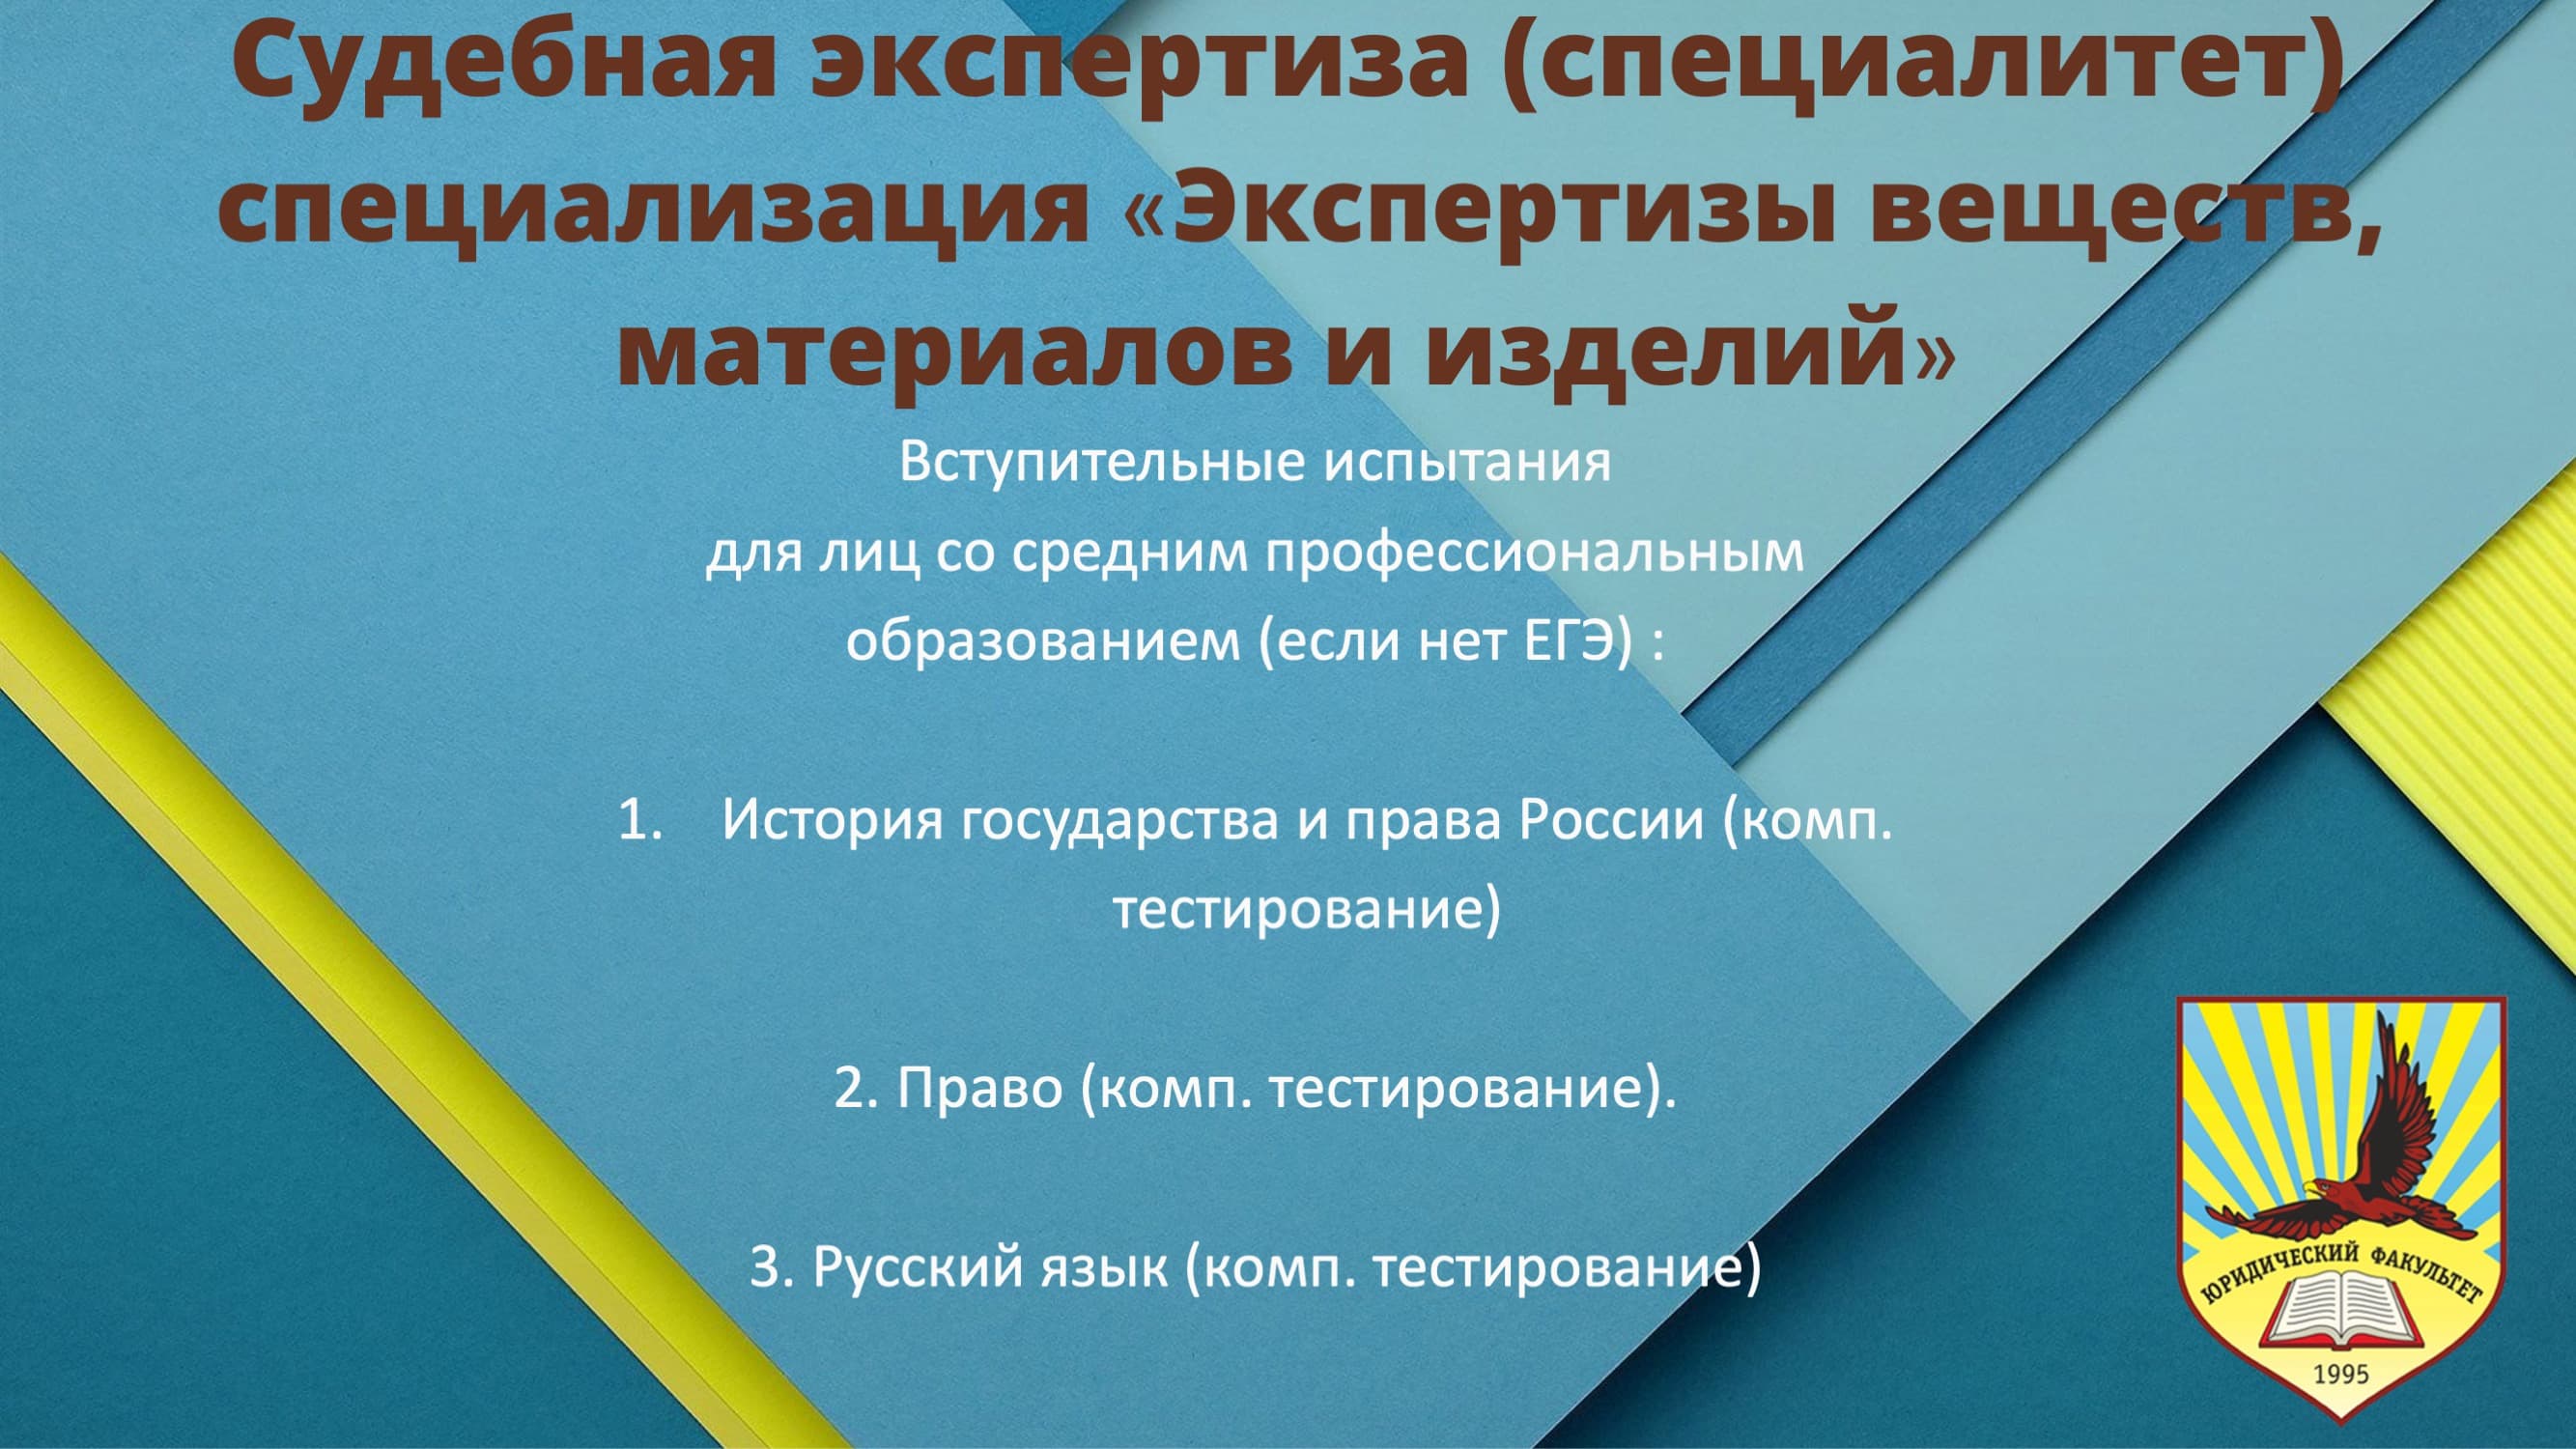 Судебная экспертиза (специалитет)
специализация «Экспертизы веществ,
материалов и изделий»
Вступительные испытания
для лиц со средним профессиональным
образованием (если нет ЕГЭ) :
1. История государства и права России (комп.
тестирование)
2. Право (комп. тестирование).
3. Русский язык (комп. тестирование)
ЮРИДИЧЕСКИЙ ФАКУЛЬТЕТ
1995